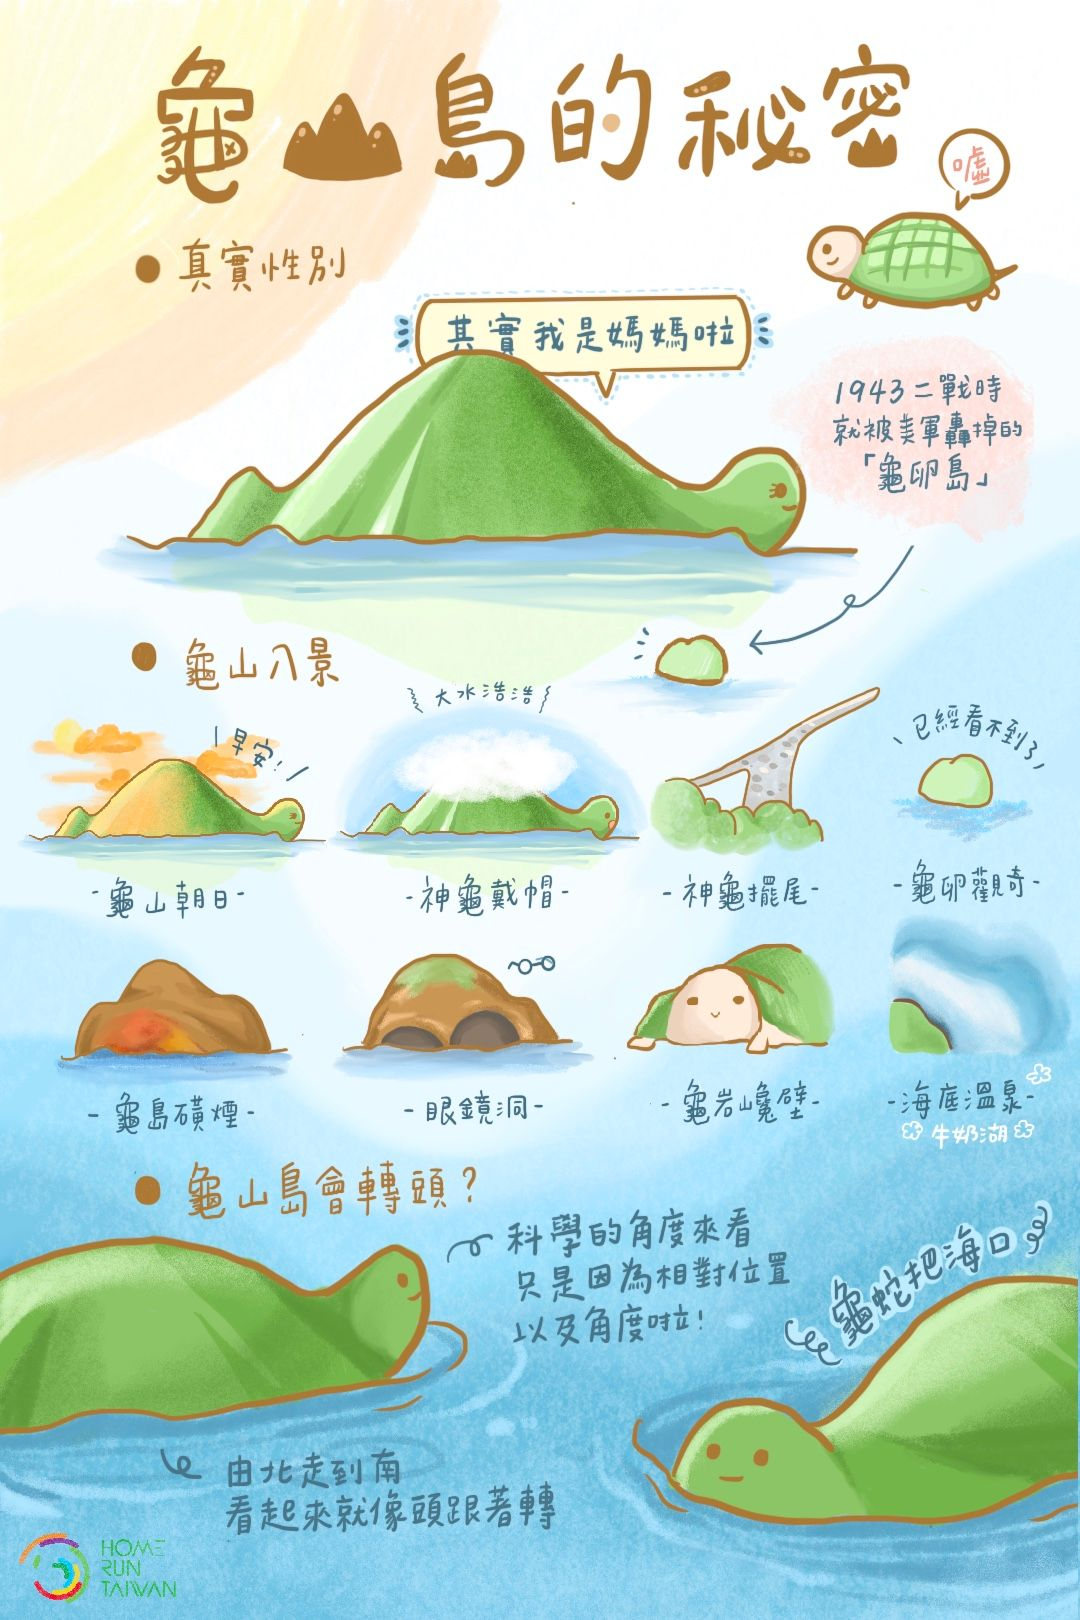 龜山島的秘密
噓
真實性別
其實我是媽媽啦
1943二戰時
就被美軍轟掉的
「龜卵島」
龜山八景
早安!
大水浩浩
已經看不到了
-龜山朝日-
-神龜戴帽-
-神龜擺尾-
-龜卵觀奇-
-龜島磺煙-
-眼鏡洞-
-龜岩巉壁-
-海底溫泉-
牛奶湖
龜山島會轉頭?
科學的角度來看
只是因為相對位置
以及角度啦!
龜蛇把海口
由北走到南
看起來就像頭跟著轉
HOME
RUN
TAIWAN